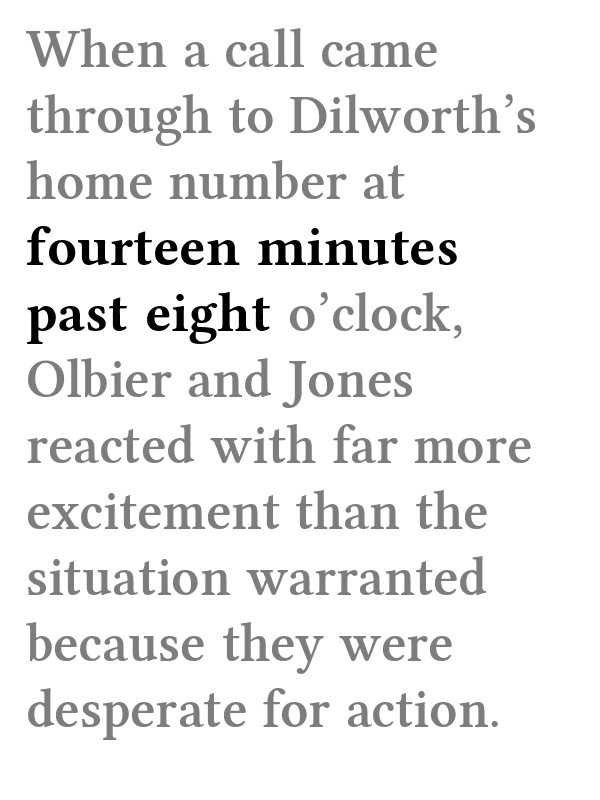 When a call came
through to Dilworth’s
home number at
fourteen minutes
past eight o’clock,
Olbier and Jones
reacted with far more
excitement than the
situation warranted
because they were
desperate for action.